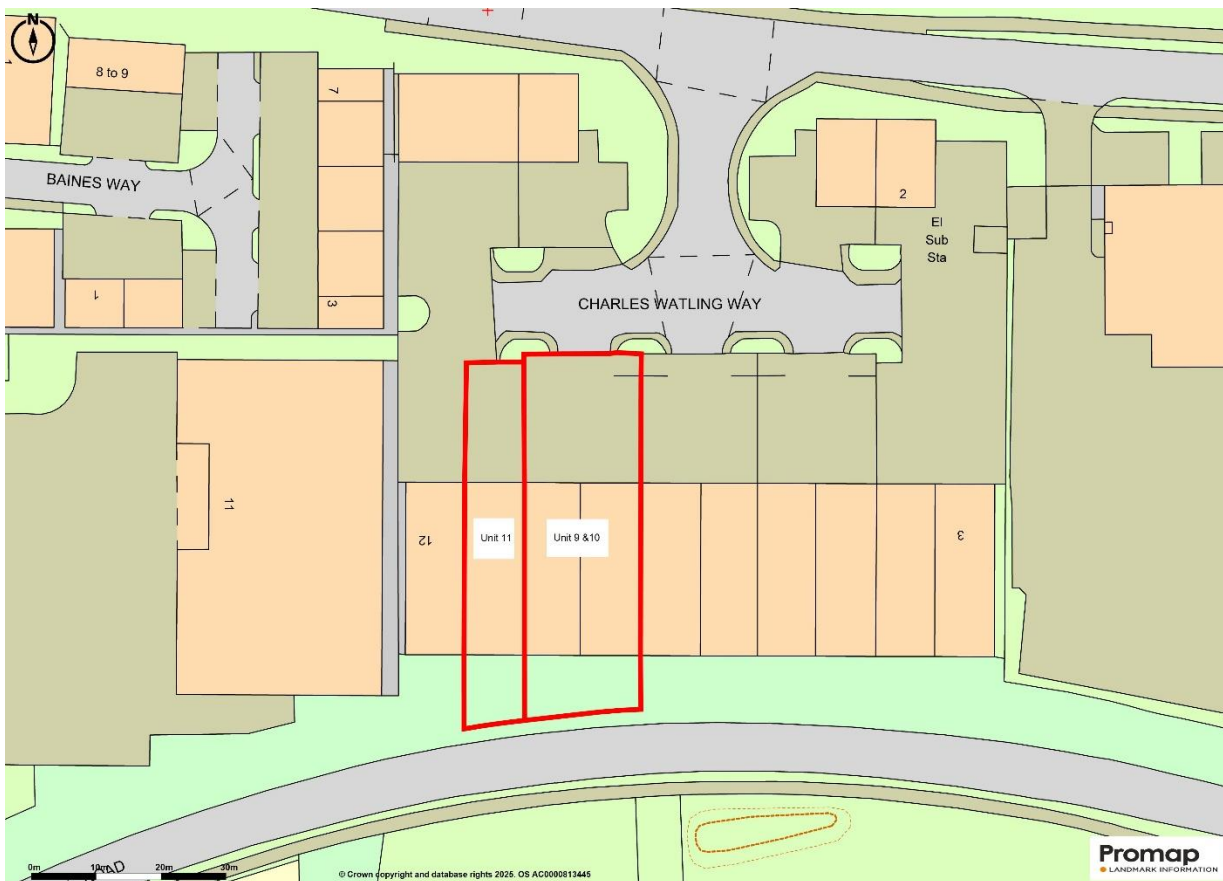 N
8 to 9
7
BAINES WAY
2
El
Sub
Sta
1
3
CHARLES WATLING WAY
11
12
Unit 11
Unit 9 &10
3
0m 10m 20m 30m
AD
© Crown copyright and database rights 2025. OS AC0000813445
Promap
LANDMARK INFORMATION